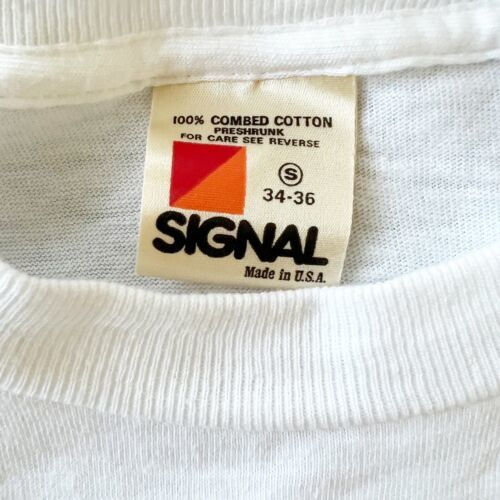 100% COMBED COTTON
PRESHRUNK
FOR CARE SEE REVERSE
S
34-36
SIGNAL
Made in U.S.A.